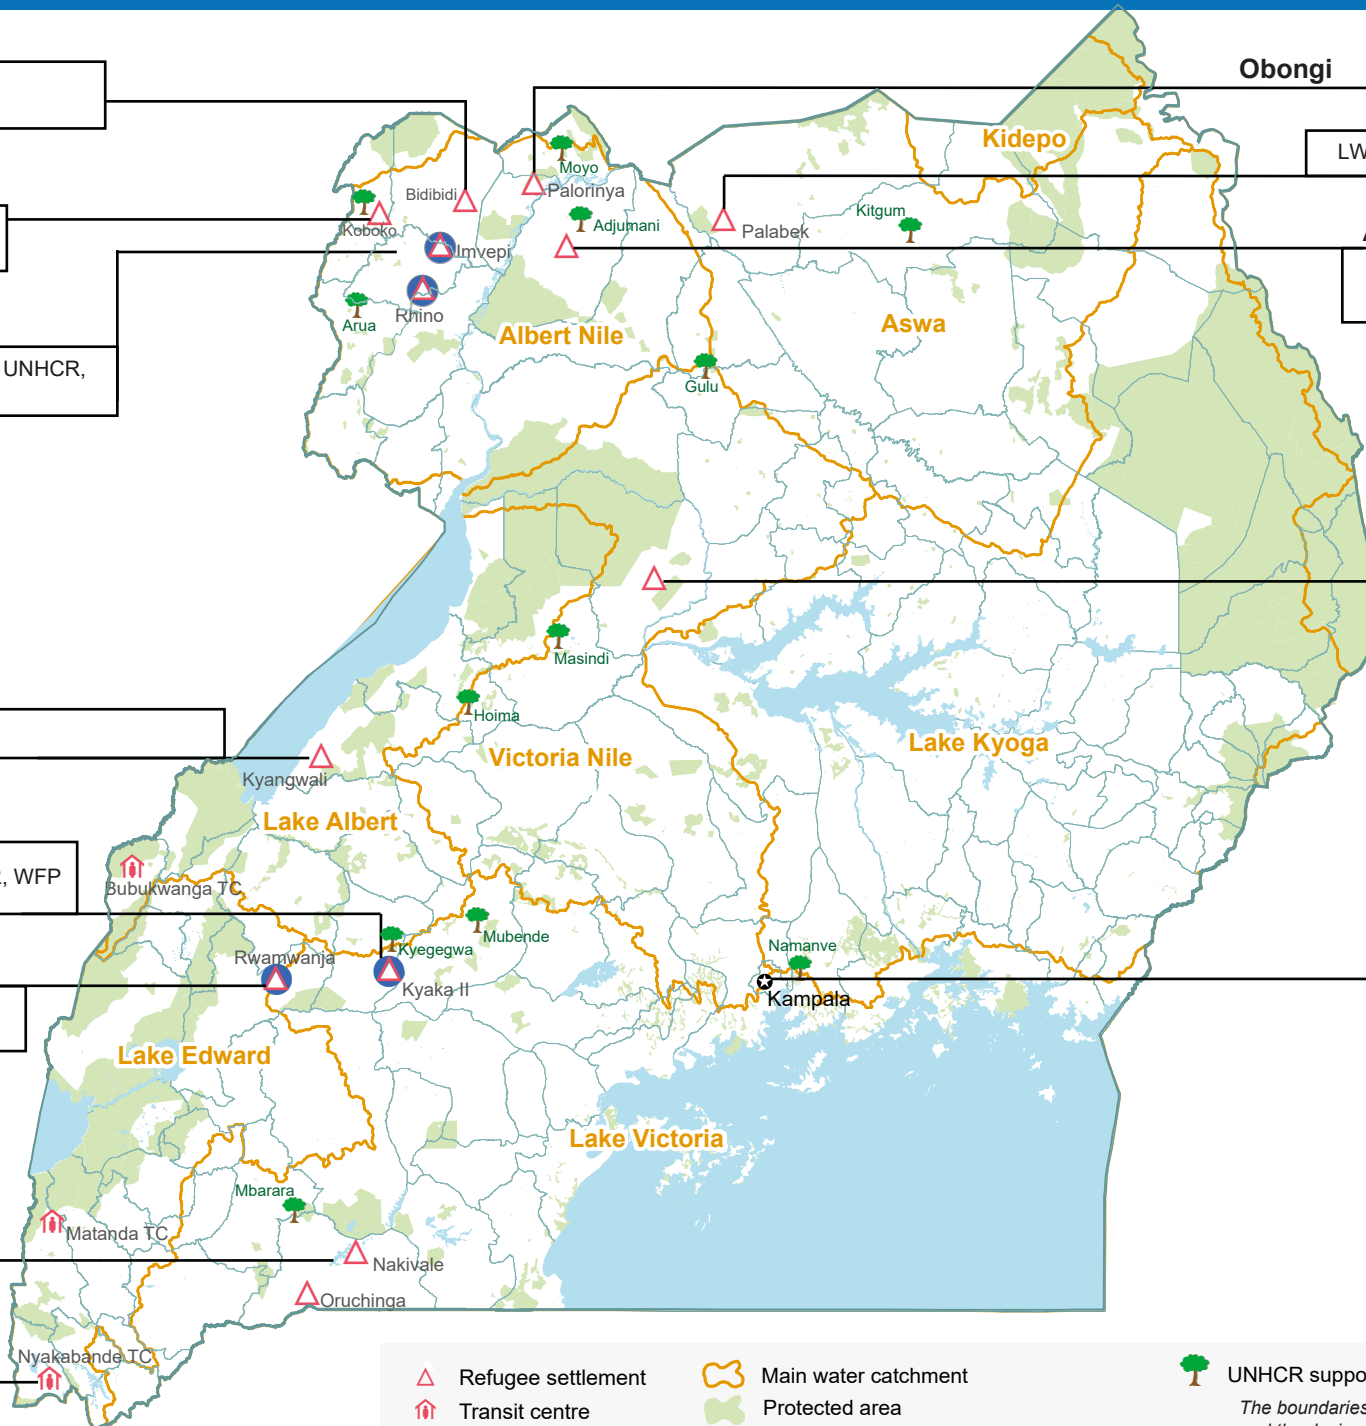 Obongi
Kidepo
LW
Moyo
Bidibidi
Palorinya
Koboko
Adjumani
Kitgum
Palabek
Imvepi
Rhino
Arua
Albert Nile
Aswa
UNHCR,
Gulu
Masindi
Hoima
Victoria Nile
Lake Kyoga
Kyangwali
Lake Albert
, WFP
Bubukwanga TC
Mubende
Kyegegwa
Namanve
Rwamwanja
Kyaka II
Kampala
Lake Edward
Lake Victoria
Mbarara
Matanda TC
Nakivale
Oruchinga
Nyakabande TC
Refugee settlement
Main water catchment
UNHCR suppo
Transit centre
Protected area
The boundaries